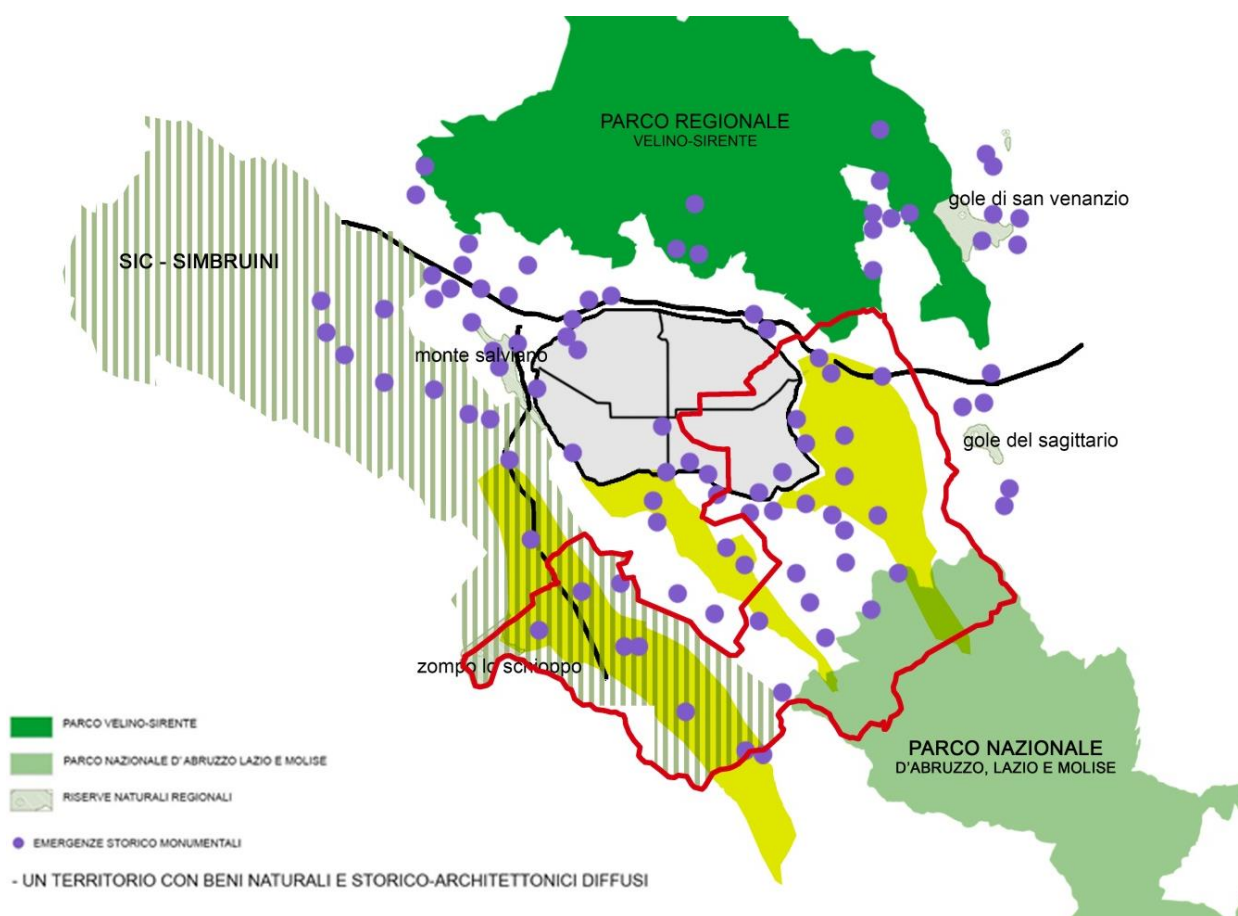 PARCO REGIONALE
VELINO-SIRENTE
gole di san venanzio
SIC - SIMBRUINI
monte salviano
gole del sagittario
zompo lo schioppo
PARCO NAZIONALE
D'ABRUZZO, LAZIO E MOLISE
PARCO VELINO-SIRENTE
PARCO NAZIONALE D'ABRUZZO LAZIO E MOLISE
RISERVE NATURALI REGIONALI
EMERGENZE STORICO MONUMENTALI
- UN TERRITORIO CON BENI NATURALI E STORICO-ARCHITETTONICI DIFFUSI